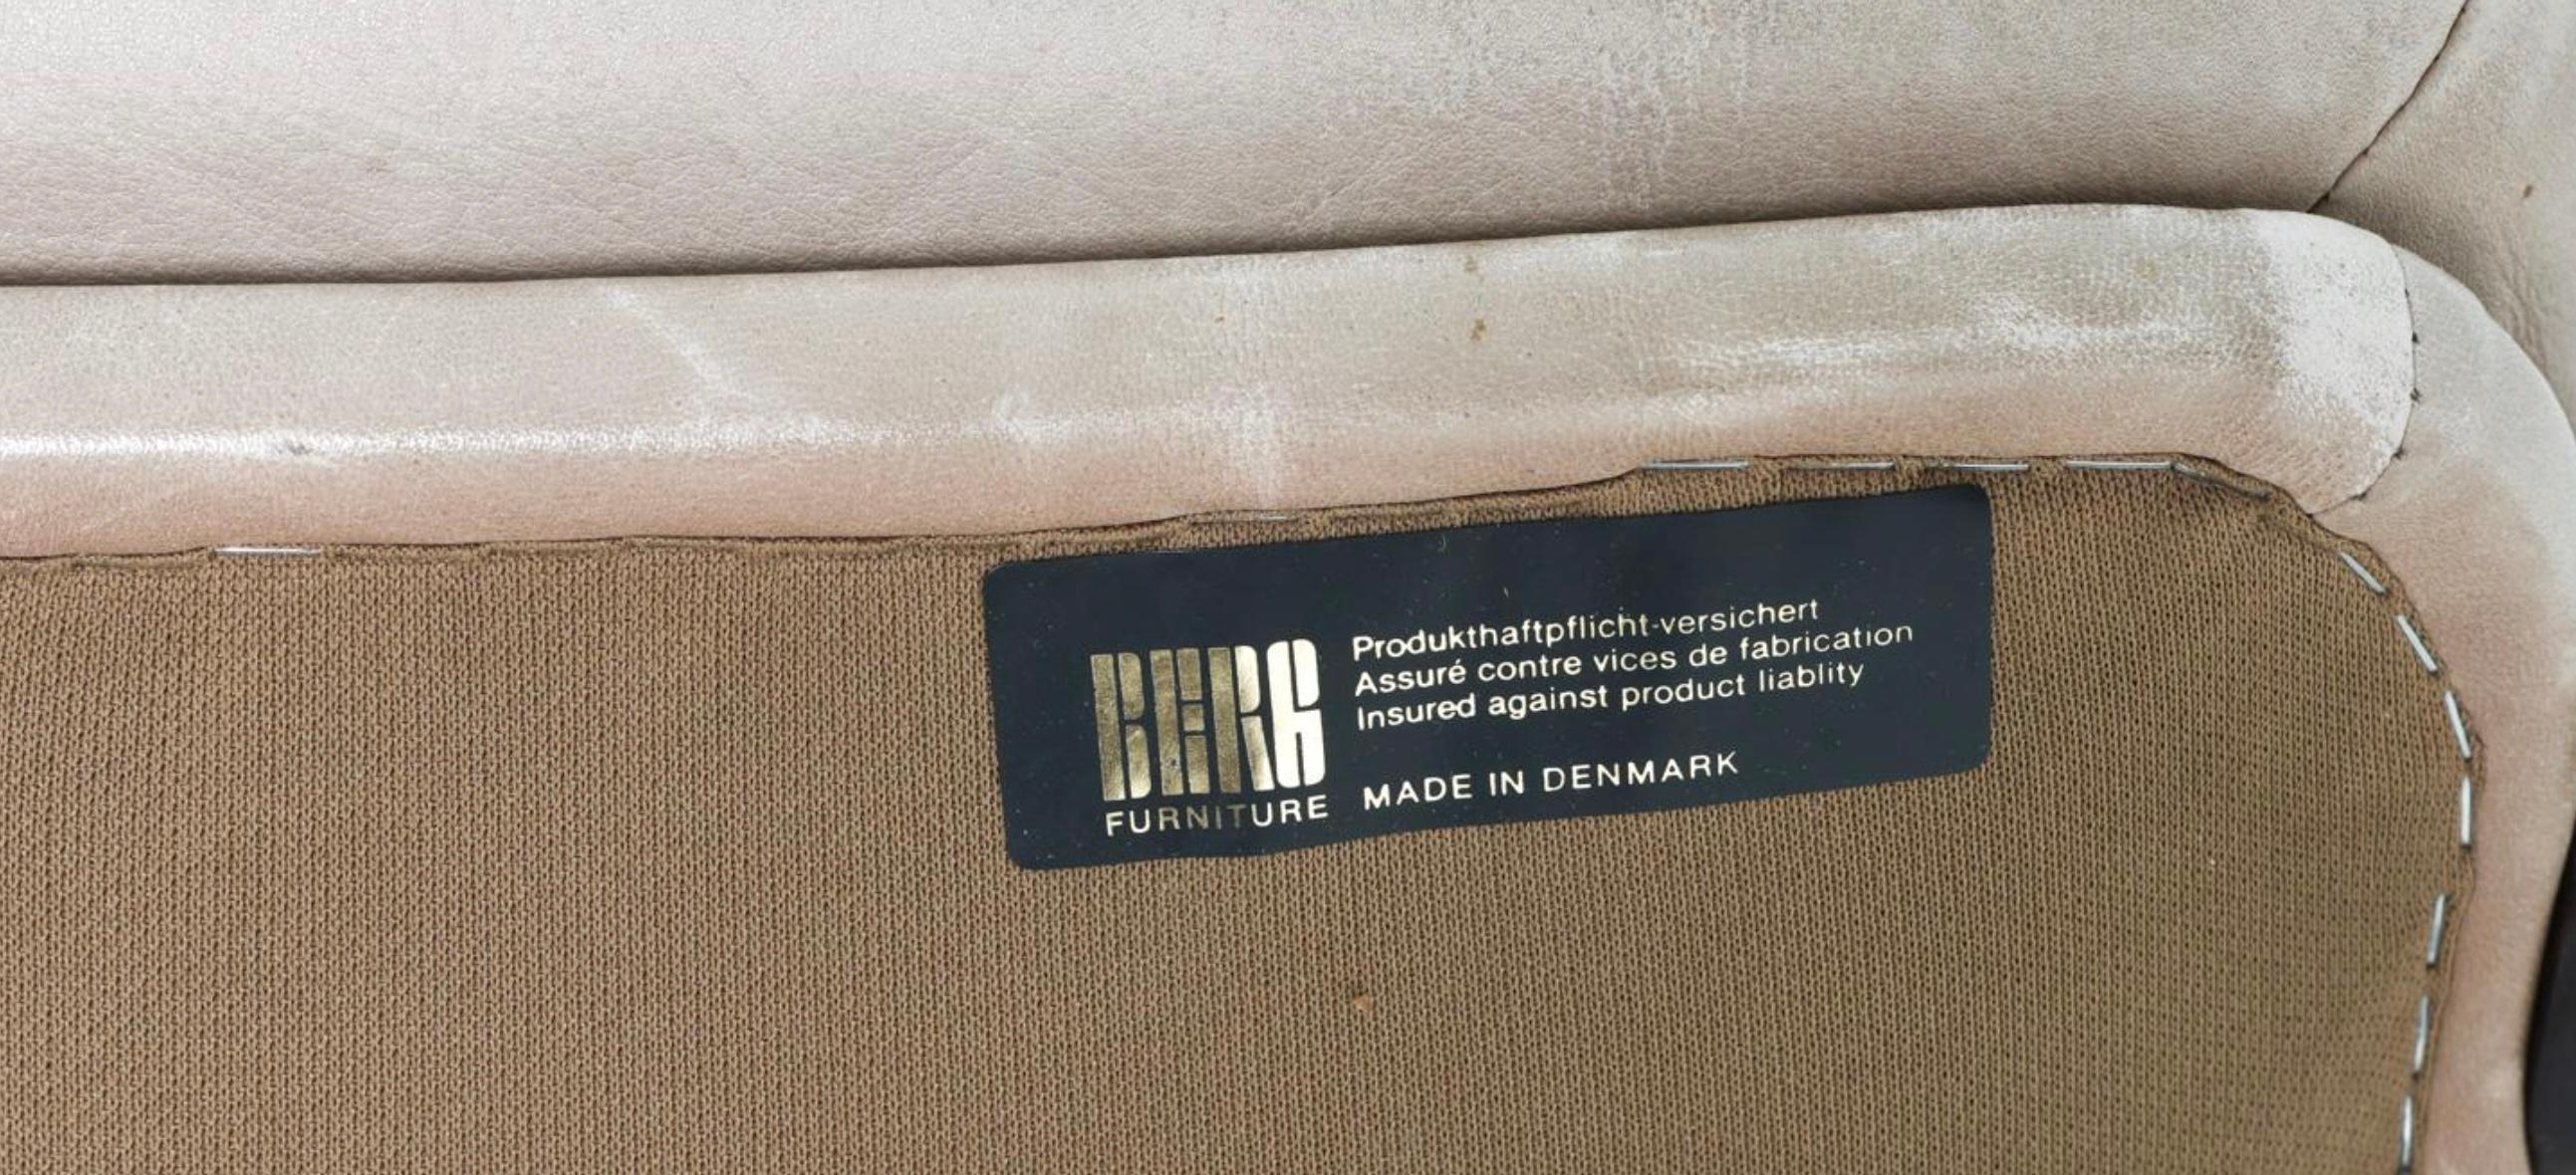 BERG
FURNITURE
Produkthaftpflicht-versichert
Assuré contre vices de fabrication
Insured against product liablity
MADE IN DENMARK